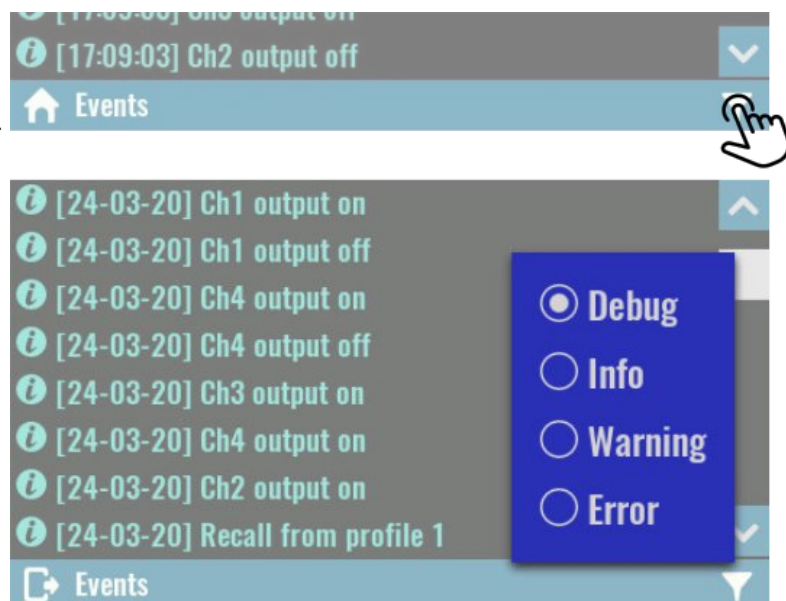 [17:09:03] Ch2 output off
Events
[24-03-20] Ch1 output on
[24-03-20] Ch1 output off
[24-03-20] Ch4 output on
[24-03-20] Ch4 output off
[24-03-20] Ch3 output on
[24-03-20] Ch4 output on
[24-03-20] Ch2 output on
[24-03-20] Recall from profile 1
Debug
Info
Warning
Error
Events